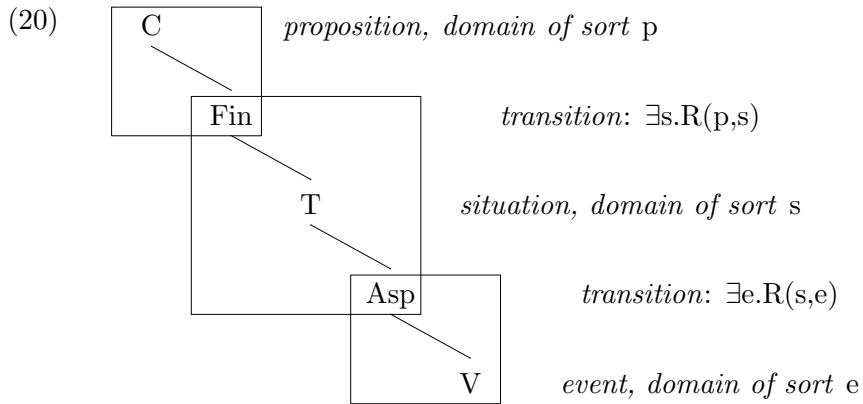 (20) C proposition, domain of sort p
Fin transition: ∃s.R(p,s)
T situation, domain of sort s
Asp transition: ∃e.R(s,e)
V event, domain of sort e